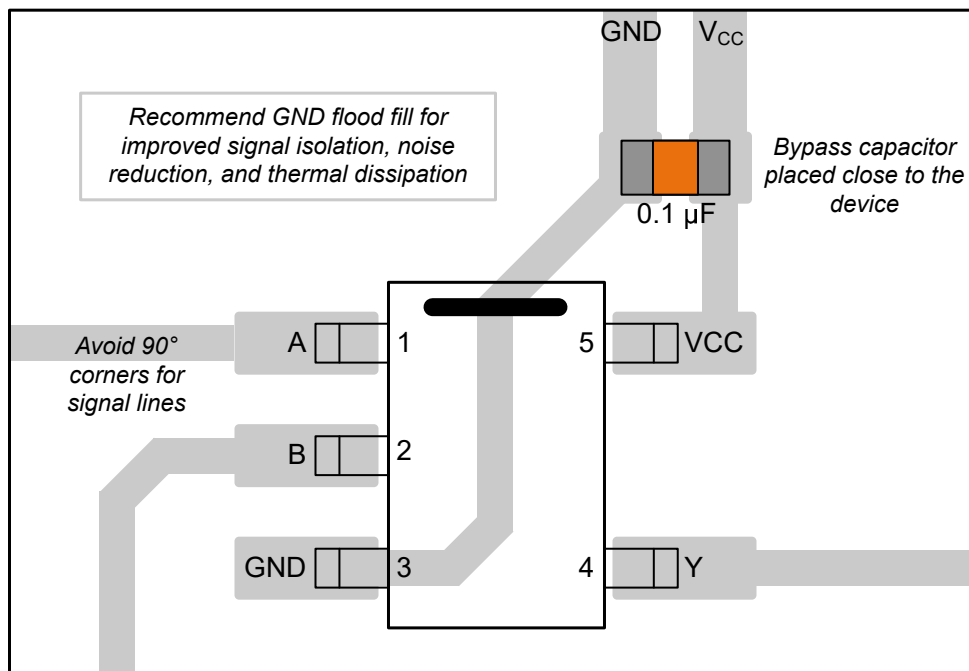 GND
V_CC
Recommend GND flood fill for
improved signal isolation, noise
reduction, and thermal dissipation
Bypass capacitor
placed close to the
device
0.1 µF
A
1
5
VCC
Avoid 90°
corners for
signal lines
B
2
GND
3
4
Y